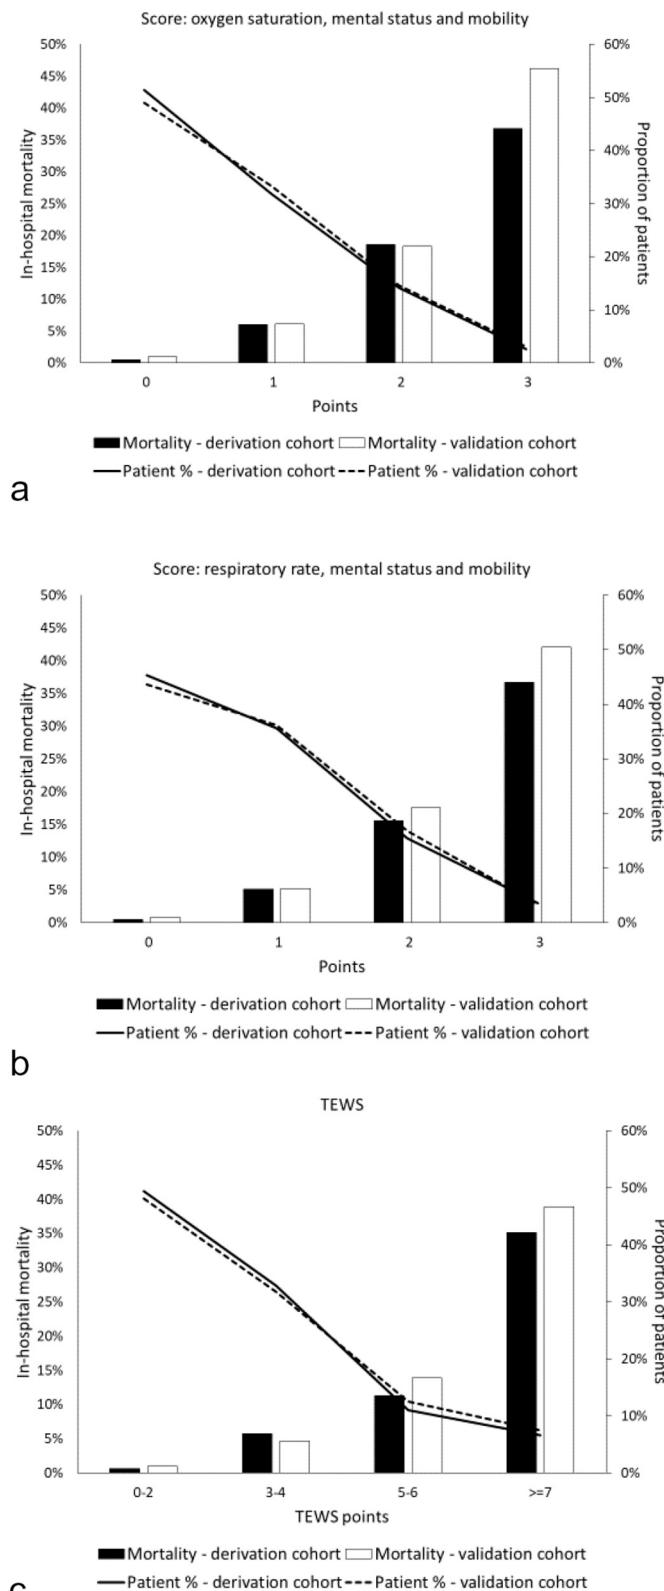 Score: oxygen saturation, mental status and mobility
50%
45%
40%
35%
30%
25%
20%
15%
10%
5%
0%
In-hospital mortality
60%
50%
40%
30%
20%
10%
0%
Proportion of patients
0 1 2 3
Points
Mortality - derivation cohort Mortality - validation cohort
Patient % - derivation cohort Patient % - validation cohort
a
Score: respiratory rate, mental status and mobility
50%
45%
40%
35%
30%
25%
20%
15%
10%
5%
0%
In-hospital mortality
60%
50%
40%
30%
20%
10%
0%
Proportion of patients
0 1 2 3
Points
Mortality - derivation cohort Mortality - validation cohort
Patient % - derivation cohort Patient % - validation cohort
b
TEWS
50%
45%
40%
35%
30%
25%
20%
15%
10%
5%
0%
In-hospital mortality
60%
50%
40%
30%
20%
10%
0%
Proportion of patients
0-2 3-4 5-6 >=7
TEWS points
Mortality - derivation cohort Mortality - validation cohort
Patient % - derivation cohort Patient % - validation cohort
c